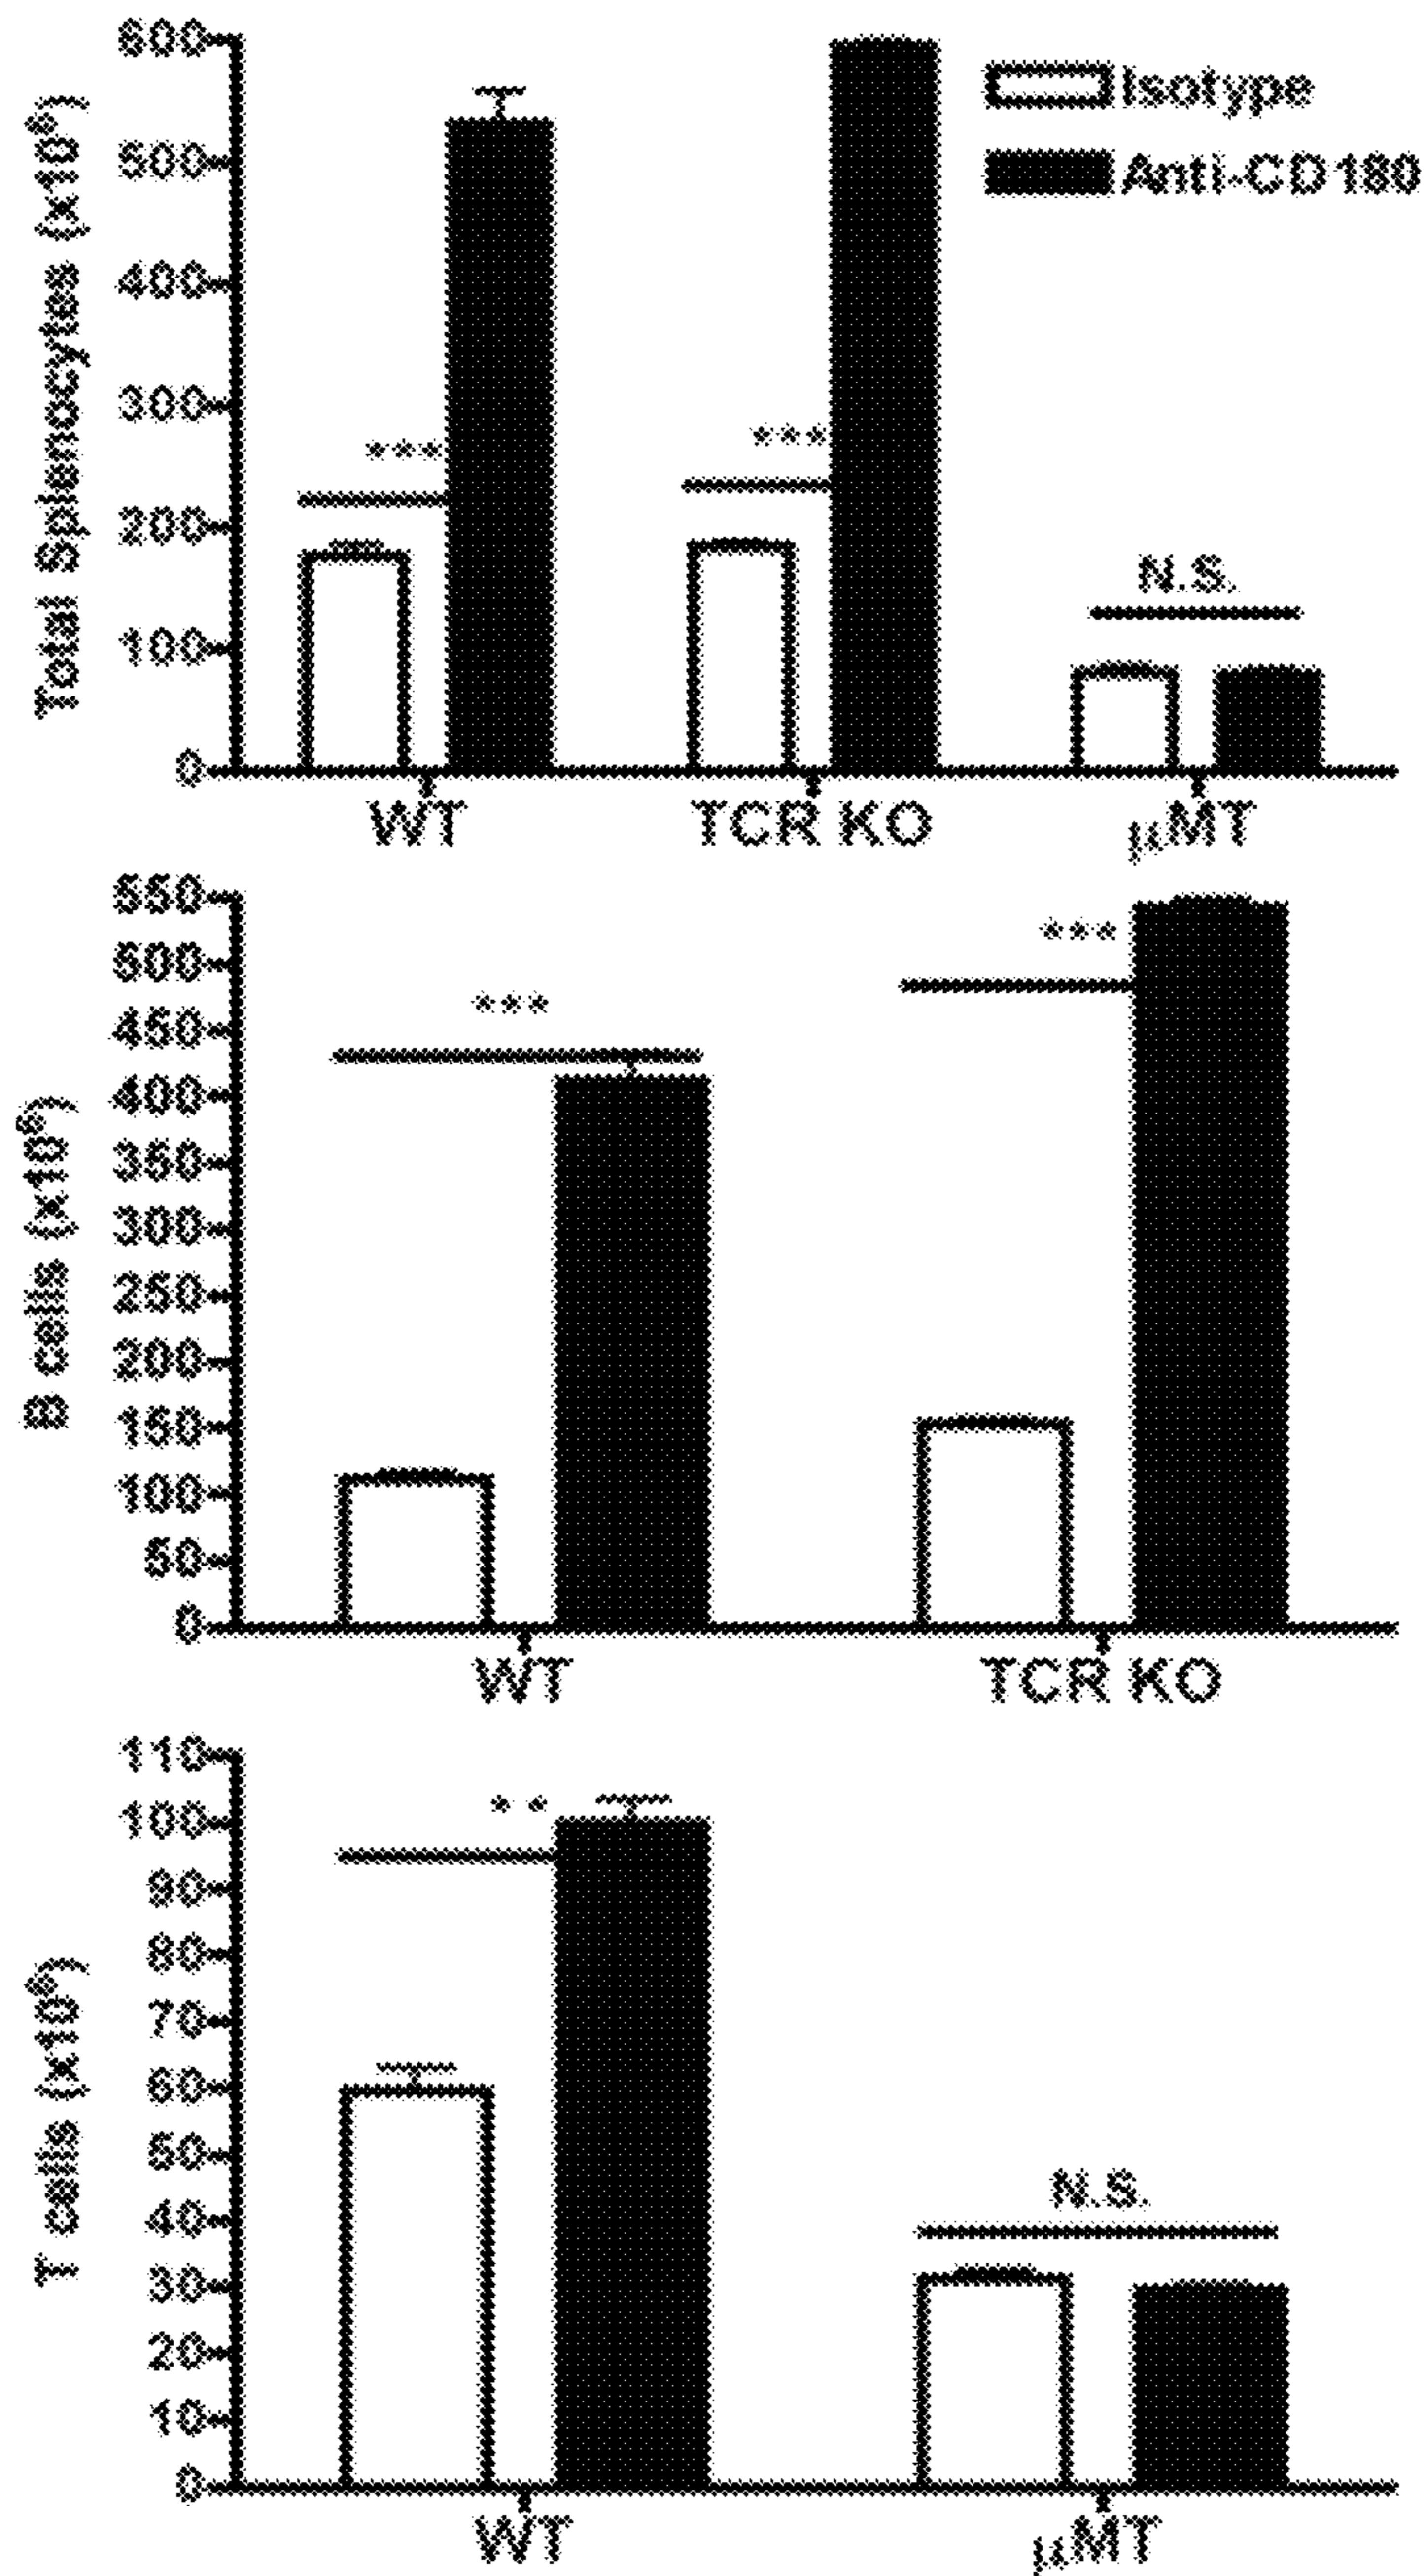 Total Splenocytes (x10⁶)
600
500
400
300
200
100
0
Isotype
Anti-CD180
***
***
N.S.
WT
TCR KO
µMT
B cells (x10⁶)
550
500
450
400
350
300
250
200
150
100
50
0
***
***
WT
TCR KO
T cells (x10⁶)
110
100
90
80
70
60
50
40
30
20
10
0
**
N.S.
WT
µMT